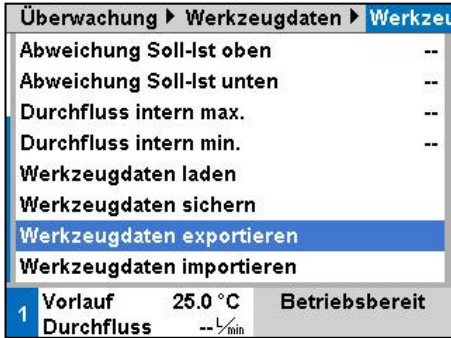 Überwachung ▶ Werkzeugdaten ▶ Werkzeu
Abweichung Soll-Ist oben --
Abweichung Soll-Ist unten --
Durchfluss intern max. --
Durchfluss intern min. --
Werkzeugdaten laden
Werkzeugdaten sichern
Werkzeugdaten exportieren
Werkzeugdaten importieren
1 Vorlauf 25.0 °C Betriebsbereit
Durchfluss -- L/min